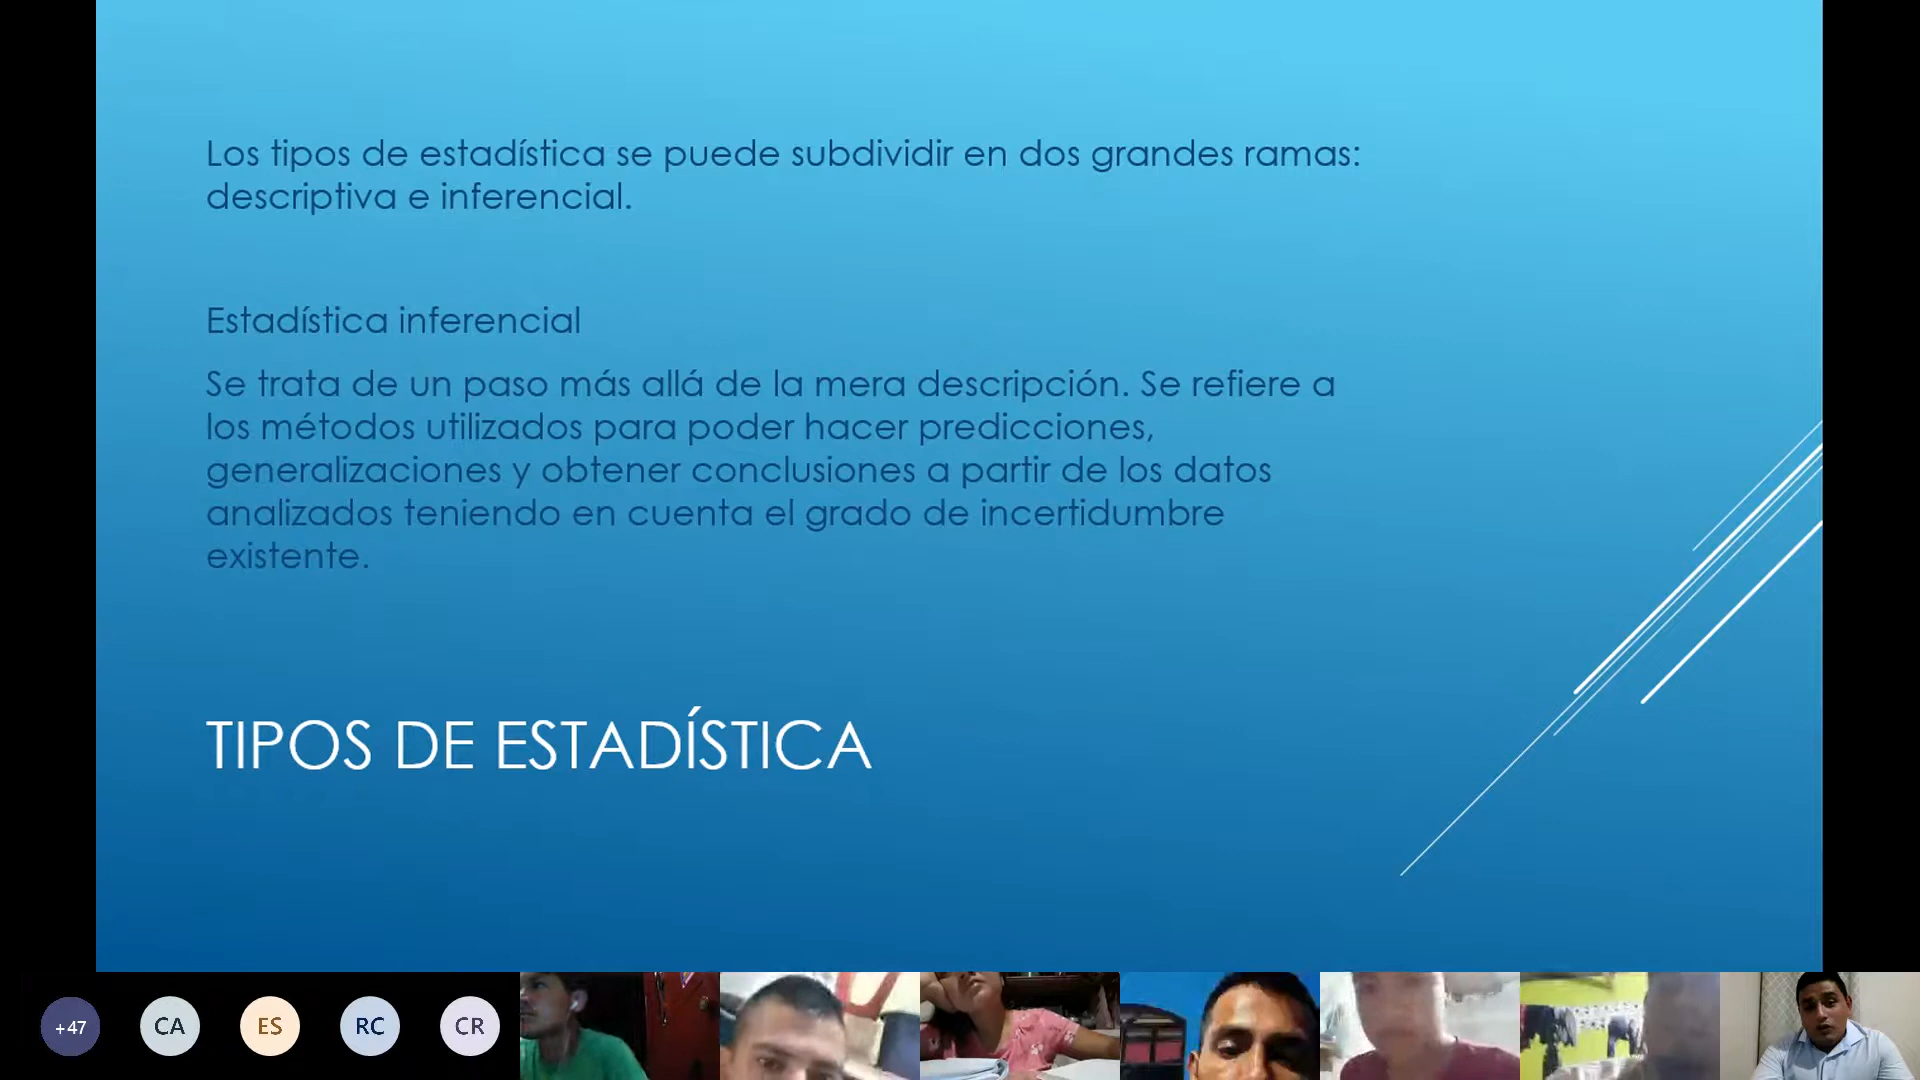 Los tipos de estadística se puede subdividir en dos grandes ramas:
descriptiva e inferencial.
Estadística inferencial
Se trata de un paso más allá de la mera descripción. Se refiere a
los métodos utilizados para poder hacer predicciones,
generalizaciones y obtener conclusiones a partir de los datos
analizados teniendo en cuenta el grado de incertidumbre
existente.
TIPOS DE ESTADÍSTICA
+47 CA ES RC CR